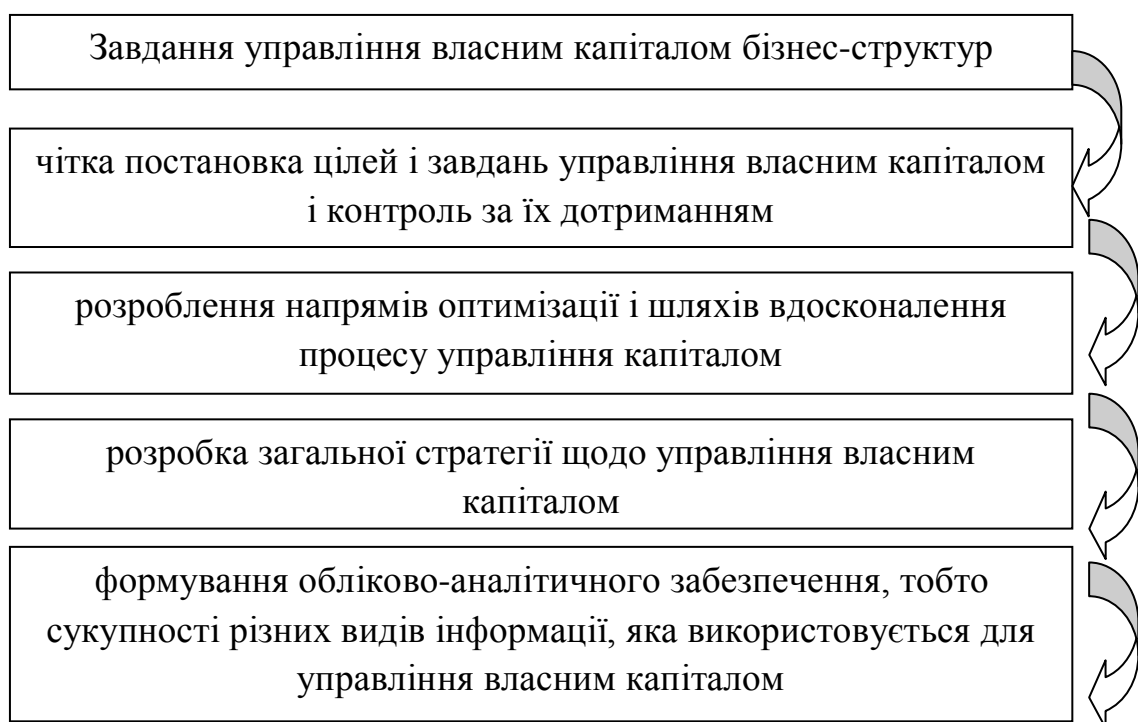 Завдання управління власним капіталом бізнес-структур
чітка постановка цілей і завдань управління власним капіталом
і контроль за їх дотриманням
розроблення напрямів оптимізації і шляхів вдосконалення
процесу управління капіталом
розробка загальної стратегії щодо управління власним
капіталом
формування обліково-аналітичного забезпечення, тобто
сукупності різних видів інформації, яка використовується для
управління власним капіталом